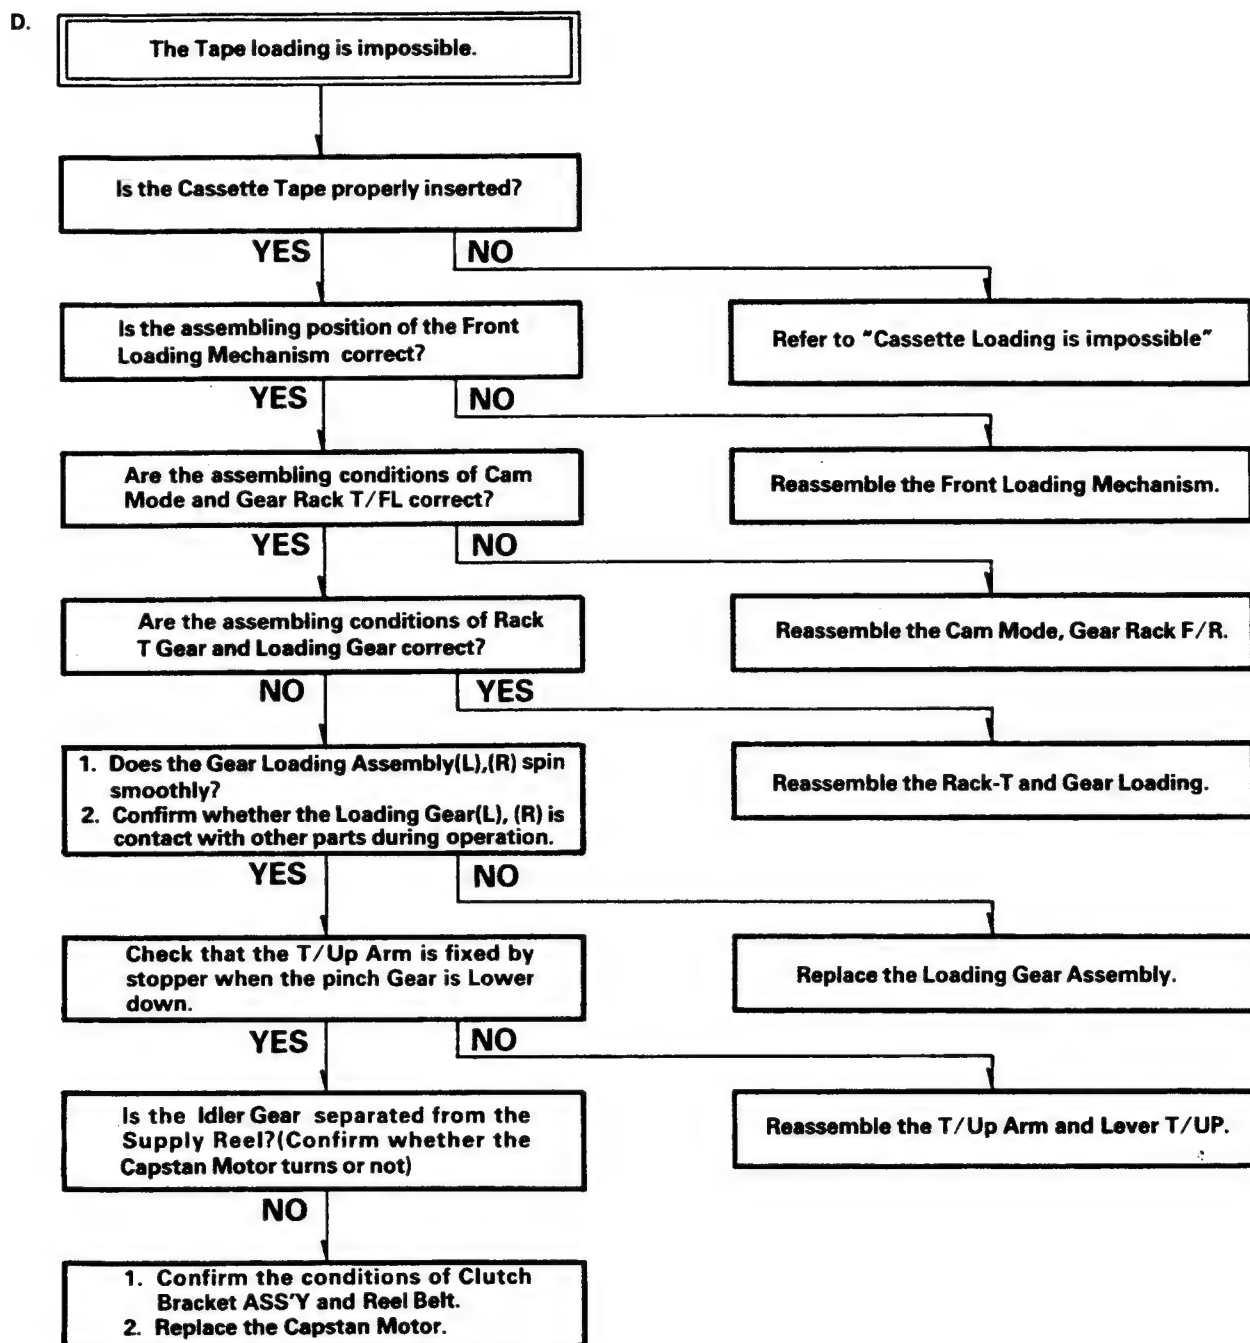 D.
The Tape loading is impossible.
Is the Cassette Tape properly inserted?
YES
NO
Is the assembling position of the Front
Loading Mechanism correct?
Refer to "Cassette Loading is impossible"
YES
NO
Are the assembling conditions of Cam
Mode and Gear Rack T/FL correct?
Reassemble the Front Loading Mechanism.
YES
NO
Are the assembling conditions of Rack
T Gear and Loading Gear correct?
Reassemble the Cam Mode, Gear Rack F/R.
NO
YES
1. Does the Gear Loading Assembly(L),(R) spin
smoothly?
2. Confirm whether the Loading Gear(L), (R) is
contact with other parts during operation.
Reassemble the Rack-T and Gear Loading.
YES
NO
Check that the T/Up Arm is fixed by
stopper when the pinch Gear is Lower
down.
Replace the Loading Gear Assembly.
YES
NO
Is the Idler Gear separated from the
Supply Reel?(Confirm whether the
Capstan Motor turns or not)
Reassemble the T/Up Arm and Lever T/UP.
NO
1. Confirm the conditions of Clutch
Bracket ASS'Y and Reel Belt.
2. Replace the Capstan Motor.